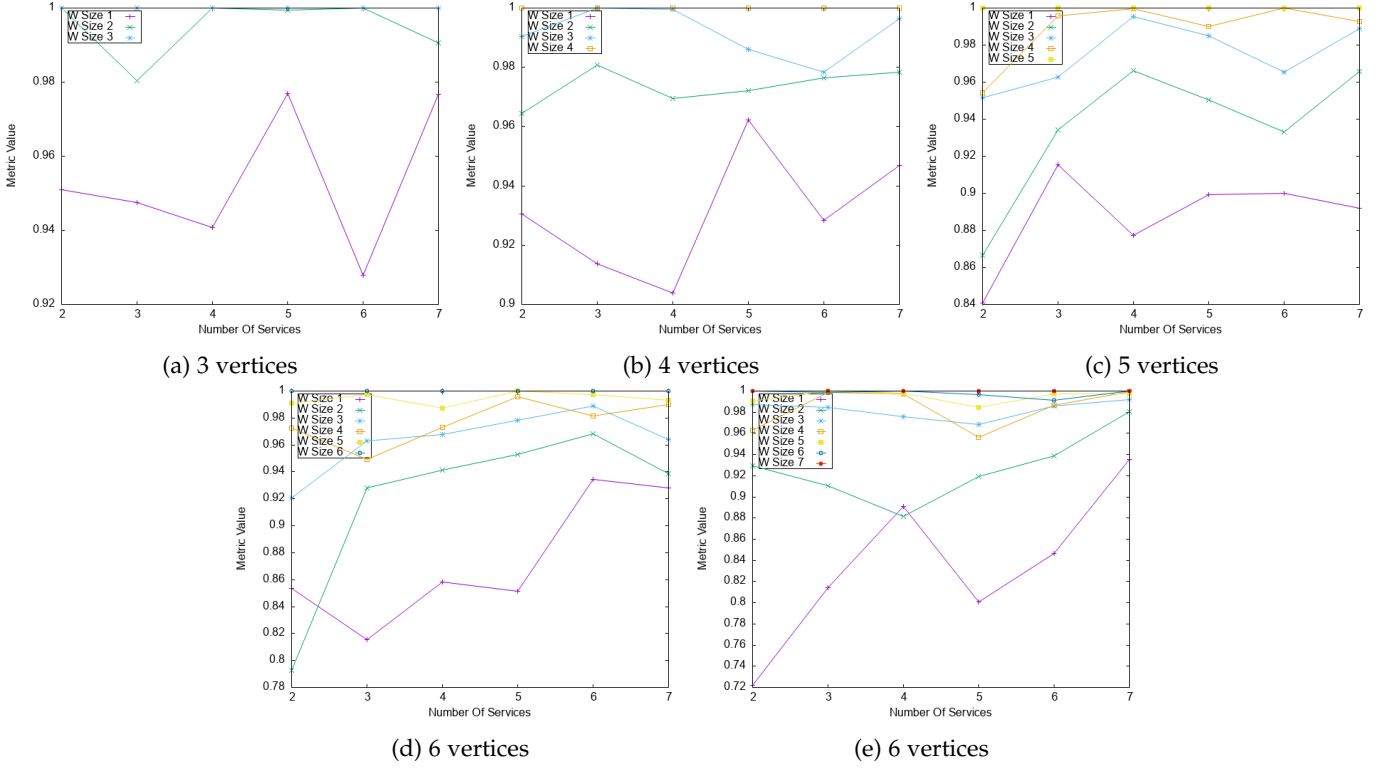 1
0.98
0.96
0.94
0.92
Metric Value
W Size 1
W Size 2
W Size 3
2 3 4 5 6 7
Number Of Services
(a) 3 vertices
1
0.98
0.96
0.94
0.92
0.9
Metric Value
W Size 1
W Size 2
W Size 3
W Size 4
2 3 4 5 6 7
Number Of Services
(b) 4 vertices
1
0.98
0.96
0.94
0.92
0.9
0.88
0.86
0.84
Metric Value
W Size 1
W Size 2
W Size 3
W Size 4
W Size 5
2 3 4 5 6 7
Number Of Services
(c) 5 vertices
1
0.98
0.96
0.94
0.92
0.9
0.88
0.86
0.84
0.82
0.8
0.78
Metric Value
W Size 1
W Size 2
W Size 3
W Size 4
W Size 5
W Size 6
2 3 4 5 6 7
Number Of Services
(d) 6 vertices
1
0.98
0.96
0.94
0.92
0.9
0.88
0.86
0.84
0.82
0.8
0.78
0.76
0.74
0.72
Metric Value
W Size 1
W Size 2
W Size 3
W Size 4
W Size 5
W Size 6
W Size 7
2 3 4 5 6 7
Number Of Services
(e) 6 vertices